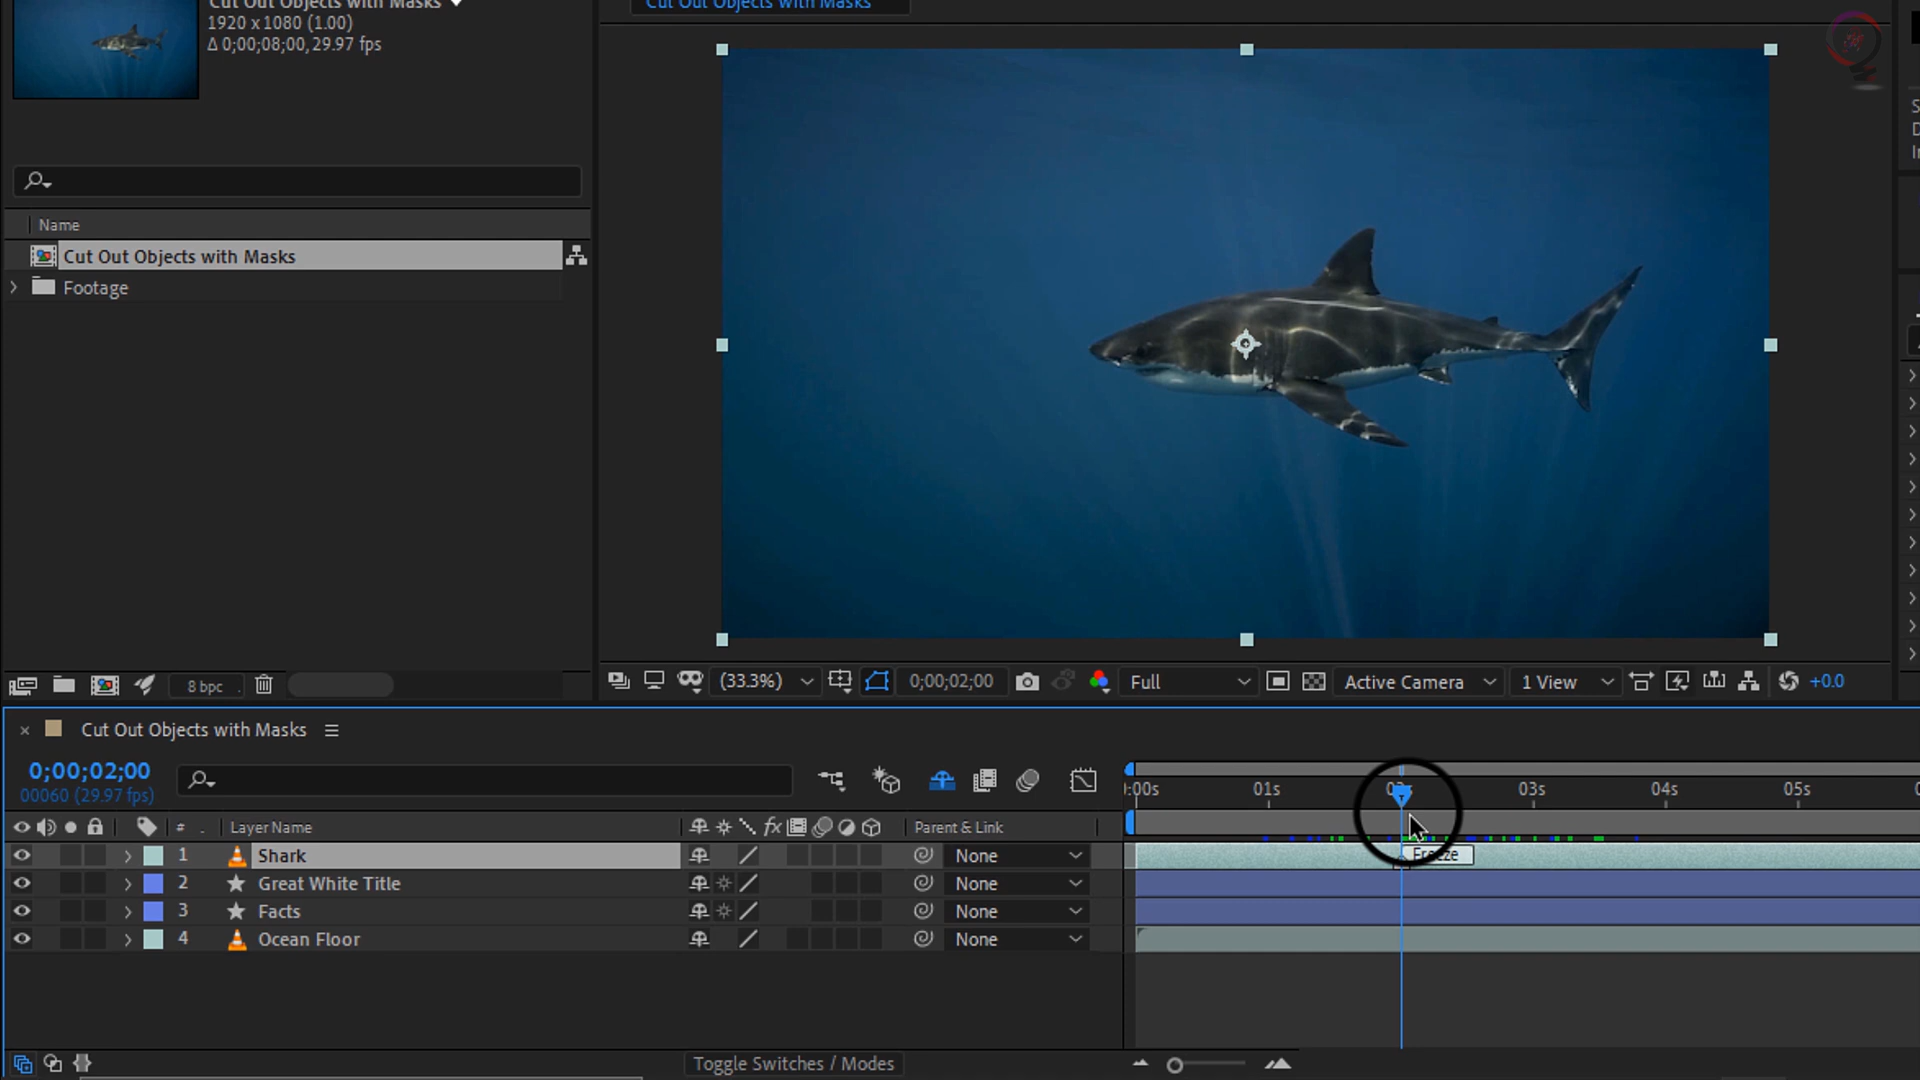 Cut Out Objects with Masks
1920 x 1080 (1.00)
Δ 0;00;08;00, 29.97 fps
Cut Out Objects with Masks
Name
Cut Out Objects with Masks
Footage
8 bpc
(33.3%)
0;00;02;00
Full
Active Camera
1 View
+0.0
Cut Out Objects with Masks
0;00;02;00
00060 (29.97 fps)
:00s 01s 02s 03s 04s 05s
# . Layer Name fx Parent & Link
1 Shark None Freeze
2 Great White Title None
3 Facts None
4 Ocean Floor None
Toggle Switches / Modes